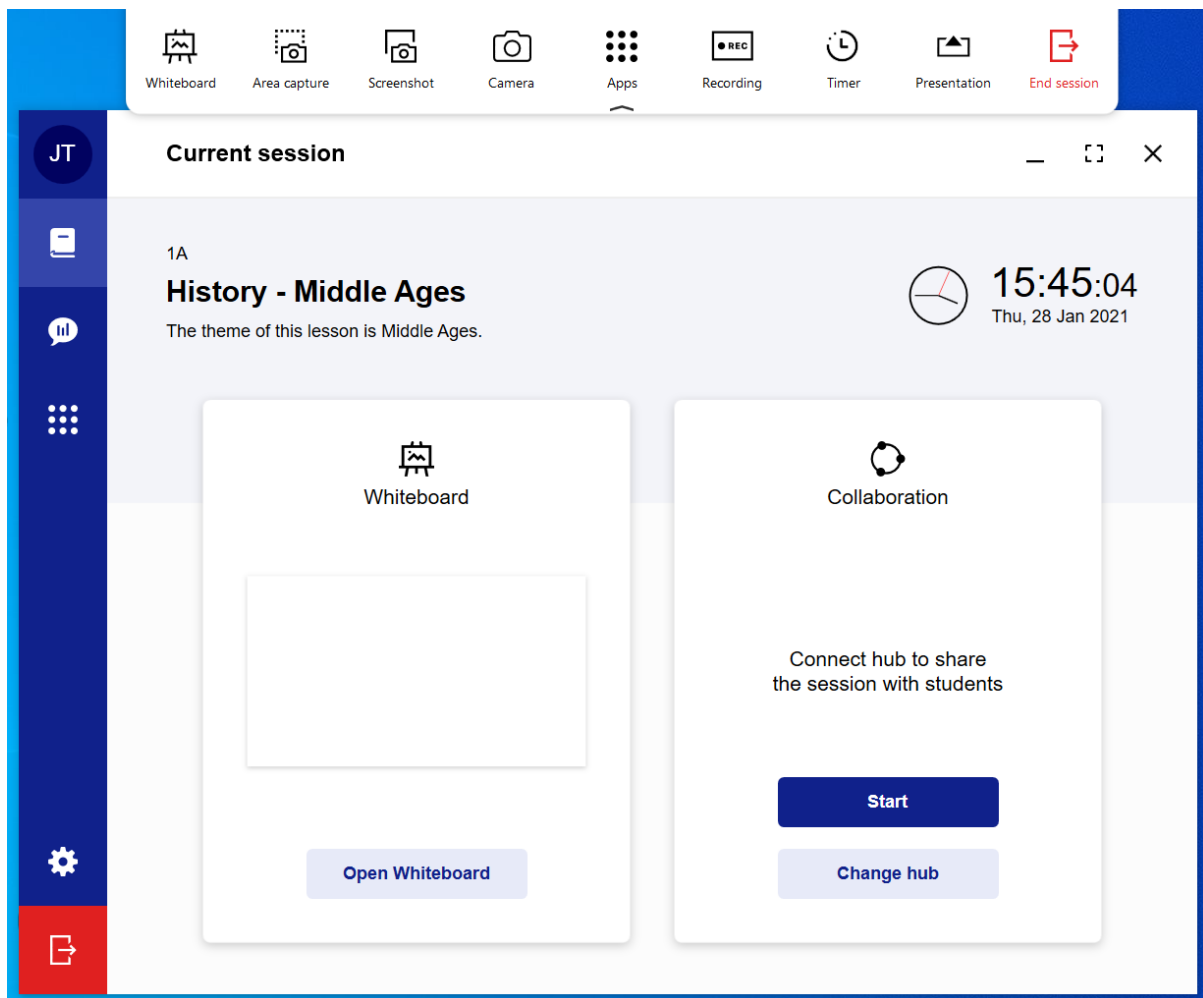 Whiteboard
Area capture
Screenshot
Camera
Apps
REC
Recording
Timer
Presentation
End session
JT
Current session
1A
History - Middle Ages
The theme of this lesson is Middle Ages.
15:45:04
Thu, 28 Jan 2021
Whiteboard
Open Whiteboard
Collaboration
Connect hub to share
the session with students
Start
Change hub